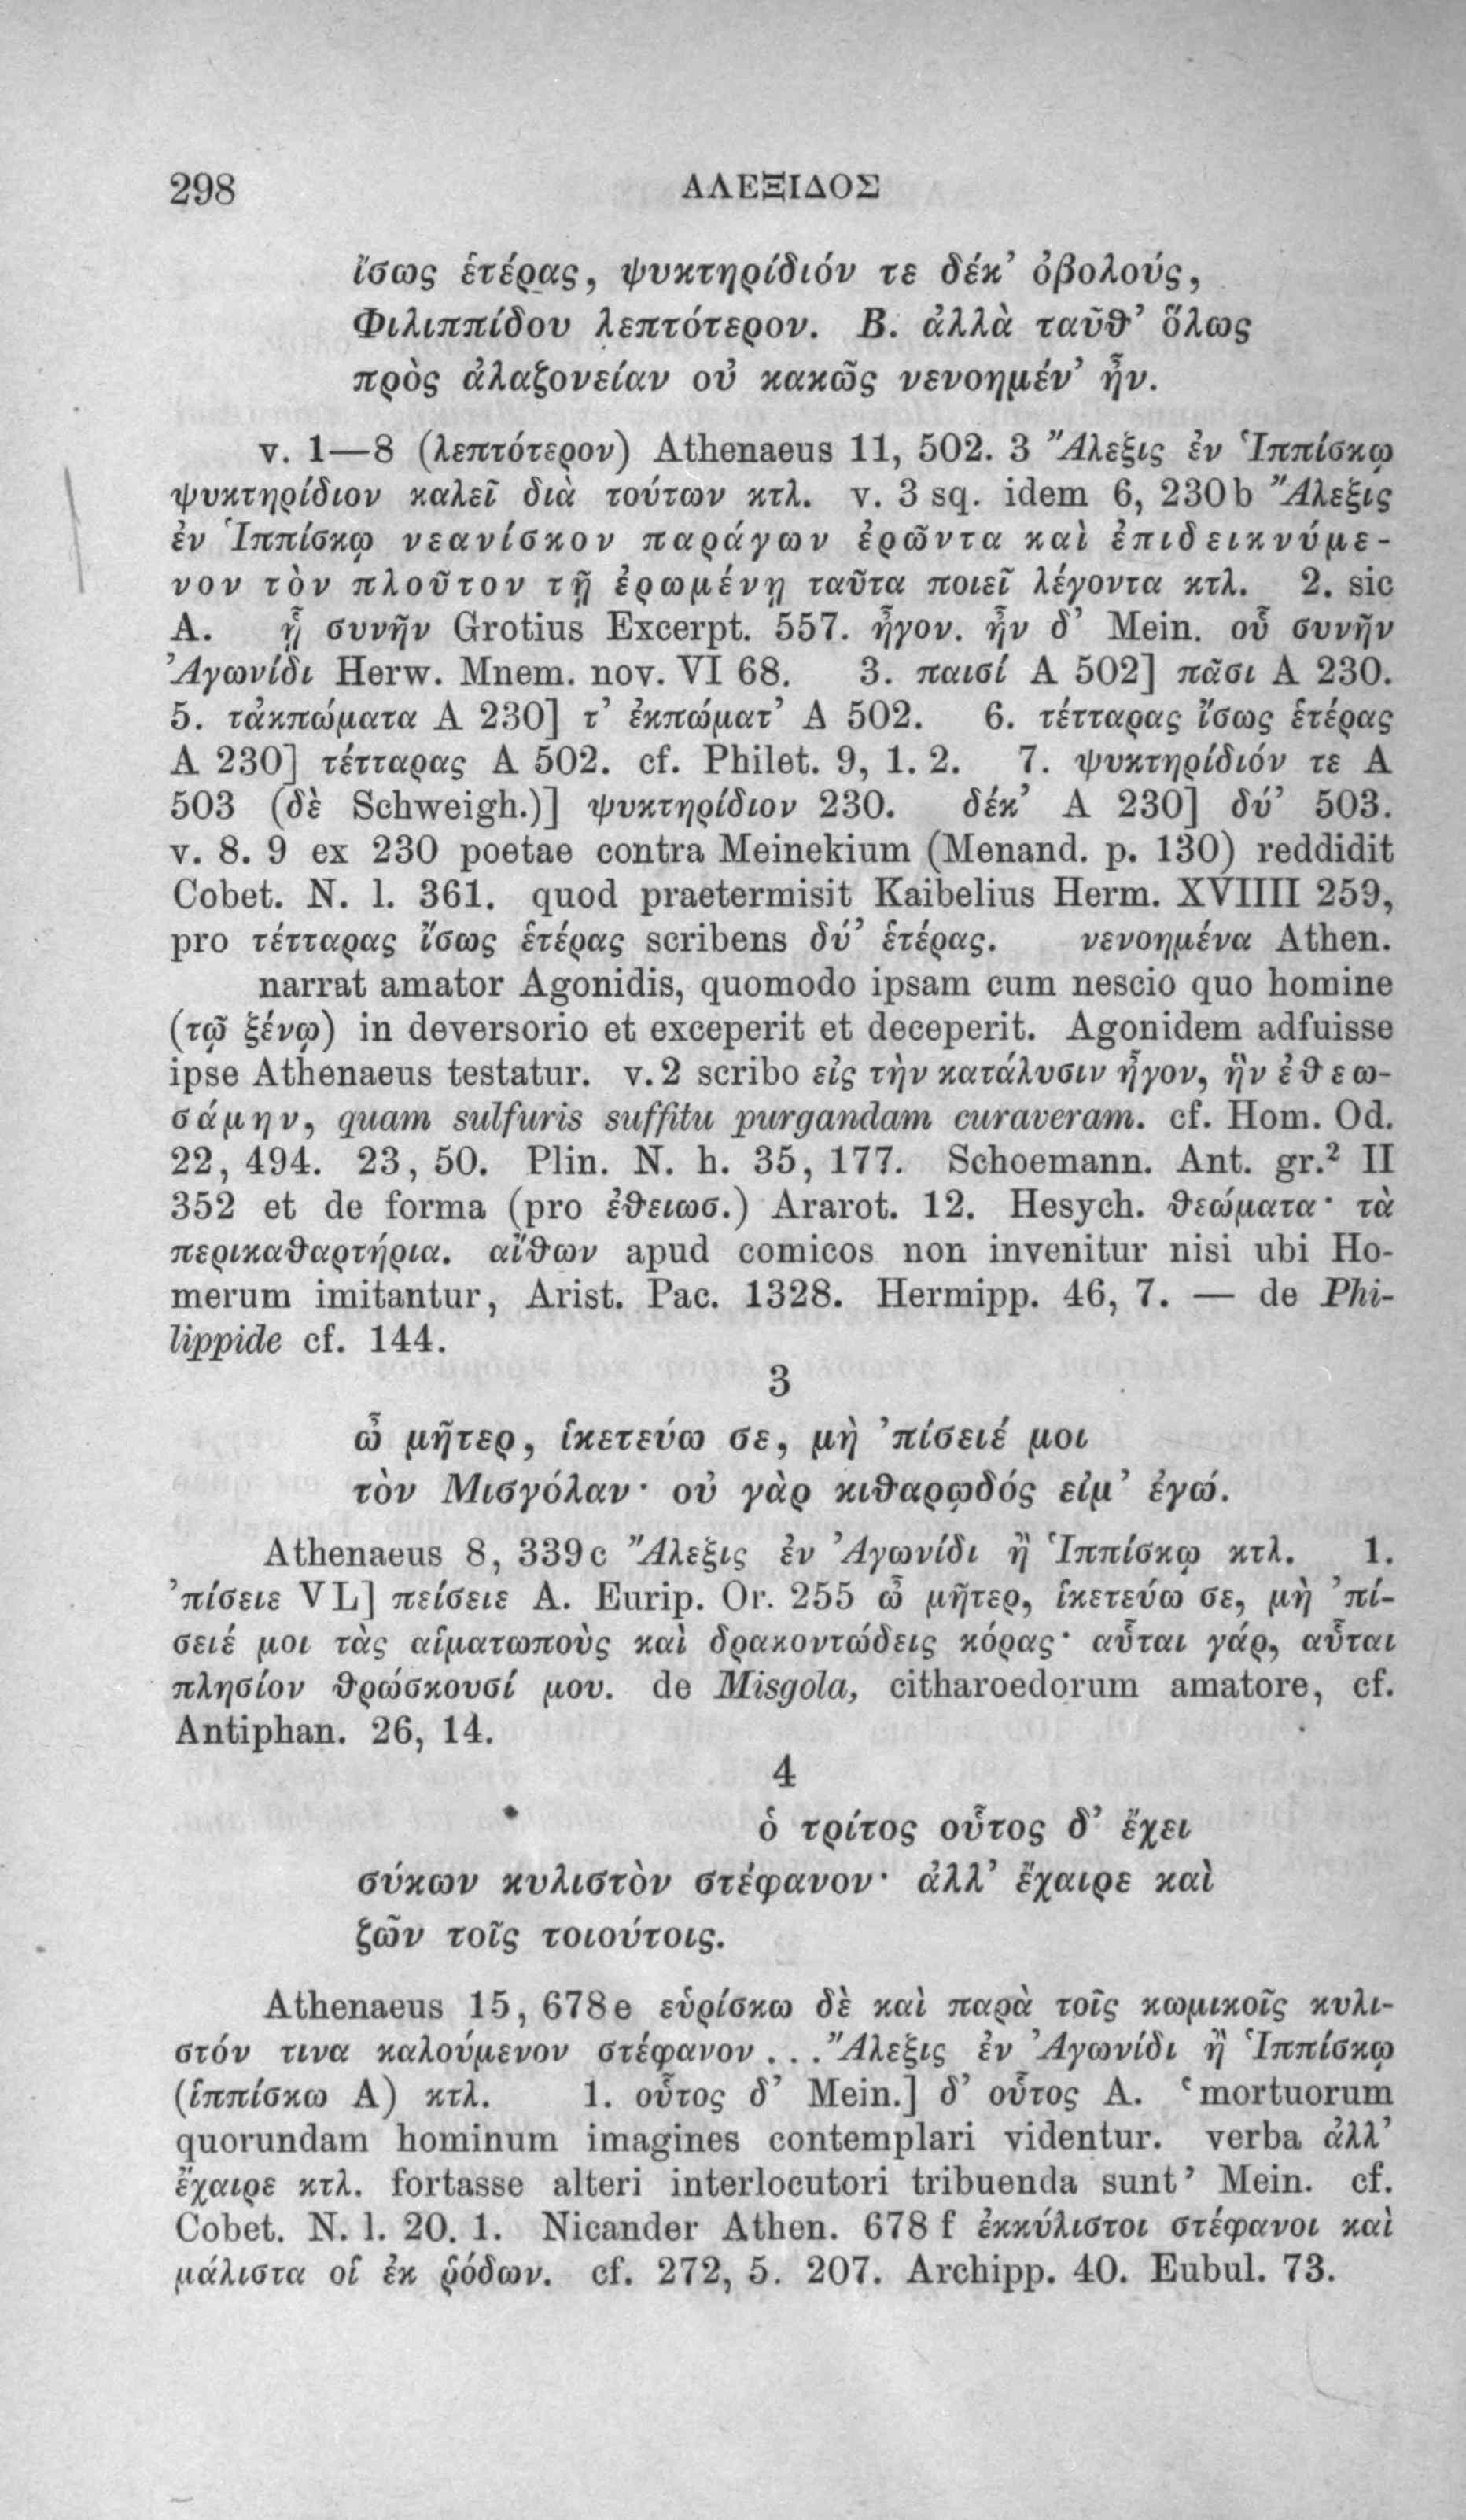 298 ΑΛΕΞΙΔΟΣ
ἴσως ἑτέρας, ψυκτηρίδιόν τε δέκ’ ὀβολούς,
Φιλιππίδου λεπτότερον. Β. ἀλλὰ ταῦθ’ ὅλως
πρὸς ἀλαζονείαν οὐ κακῶς νενοημέν’ ἦν.
v. 1—8 (λεπτότερον) Athenaeus 11, 502. 3 Ἄλεξις ἐν Ἱππίσκῳ
ψυκτηρίδιον καλεῖ διὰ τούτων κτλ. v. 3 sq. idem 6, 230b Ἄλεξις
ἐν Ἱππίσκῳ νεανίσκον παράγων ἐρῶντα καὶ ἐπιδεικνύμε-
νον τὸν πλοῦτον τῇ ἐρωμένῃ ταῦτα ποιεῖ λέγοντα κτλ. 2. sic
A. ᾗ συνῆν Grotius Excerpt. 557. ἦγον. ἦν δ’ Mein. οὗ συνῆν
Ἀγωνίδι Herw. Mnem. nov. VI 68. 3. παισί A 502] πᾶσι A 230.
5. τἀκπώματα A 230] τ’ ἐκπώματ’ A 502. 6. τέτταρας ἴσως ἑτέρας
A 230] τέτταρας A 502. cf. Philet. 9, 1. 2. 7. ψυκτηρίδιόν τε A
503 (δὲ Schweigh.)] ψυκτηρίδιον 230. δέκ’ A 230] δύ’ 503.
v. 8. 9 ex 230 poetae contra Meinekium (Menand. p. 130) reddidit
Cobet. N. l. 361. quod praetermisit Kaibelius Herm. XVIIII 259,
pro τέτταρας ἴσως ἑτέρας scribens δύ’ ἑτέρας. νενοημένα Athen.
narrat amator Agonidis, quomodo ipsam cum nescio quo homine
(τῷ ξένῳ) in deversorio et exceperit et deceperit. Agonidem adfuisse
ipse Athenaeus testatur. v. 2 scribo εἰς τὴν κατάλυσιν ἦγον, ἣν ἐθεω-
σάμην, quam sulfuris suffitu purgandam curaveram. cf. Hom. Od.
22, 494. 23, 50. Plin. N. h. 35, 177. Schoemann. Ant. gr.² II
352 et de forma (pro ἐθειωσ.) Ararot. 12. Hesych. θεώματα· τὰ
περικαθαρτήρια. αἴθων apud comicos non invenitur nisi ubi Ho-
merum imitantur, Arist. Pac. 1328. Hermipp. 46, 7. — de Phi-
lippide cf. 144.
3
ὦ μῆτερ, ἱκετεύω σε, μὴ ’πίσειέ μοι
τὸν Μισγόλαν· οὐ γὰρ κιθαρῳδός εἰμ’ ἐγώ.
Athenaeus 8, 339c Ἄλεξις ἐν Ἀγωνίδι ἢ Ἱππίσκῳ κτλ. 1.
’πίσειε VL] πείσειε A. Eurip. Or. 255 ὦ μῆτερ, ἱκετεύω σε, μὴ ’πί-
σειέ μοι τὰς αἱματωποὺς καὶ δρακοντώδεις κόρας· αὗται γάρ, αὗται
πλησίον θρώσκουσί μου. de Misgola, citharoedorum amatore, cf.
Antiphan. 26, 14.
4
ὁ τρίτος οὗτος δ’ ἔχει
σύκων κυλιστὸν στέφανον· ἀλλ’ ἔχαιρε καὶ
ζῶν τοῖς τοιούτοις.
Athenaeus 15, 678e εὑρίσκω δὲ καὶ παρὰ τοῖς κωμικοῖς κυλι-
στόν τινα καλούμενον στέφανον ... Ἄλεξις ἐν Ἀγωνίδι ἢ Ἱππίσκῳ
(ἱππίσκω A) κτλ. 1. οὗτος δ’ Mein.] δ’ οὗτος A. ‘mortuorum
quorundam hominum imagines contemplari videntur. verba ἀλλ’
ἔχαιρε κτλ. fortasse alteri interlocutori tribuenda sunt’ Mein. cf.
Cobet. N. l. 20. 1. Nicander Athen. 678 f ἐκκύλιστοι στέφανοι καὶ
μάλιστα οἱ ἐκ ῥόδων. cf. 272, 5. 207. Archipp. 40. Eubul. 73.